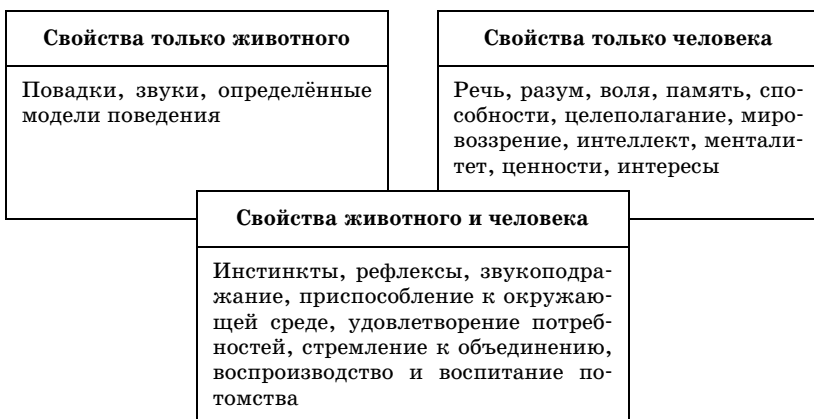 Свойства только животного
Повадки, звуки, определённые
модели поведения
Свойства только человека
Речь, разум, воля, память, спо-
собности, целеполагание, миро-
воззрение, интеллект, ментали-
тет, ценности, интересы
Свойства животного и человека
Инстинкты, рефлексы, звукоподра-
жание, приспособление к окружаю-
щей среде, удовлетворение потреб-
ностей, стремление к объединению,
воспроизводство и воспитание по-
томства